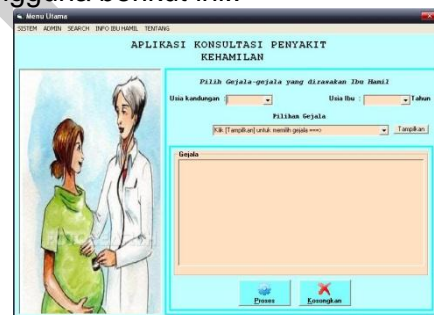 ngguna berikut ini..
Menu Utama
SISTEM ADMIN SEARCH INFO IBU HAMIL TENTANG
APLIKASI KONSULTASI PENYAKIT
KEHAMILAN
Pilih Gejala-gejala yang dirasakan Ibu Hamil
Usia kandungan : Usia Ibu : Tahun
Pilihan Gejala
Klik [Tampilkan] untuk memilih gejala ===> Tampilkan
Gejala
Proses Kosongkan